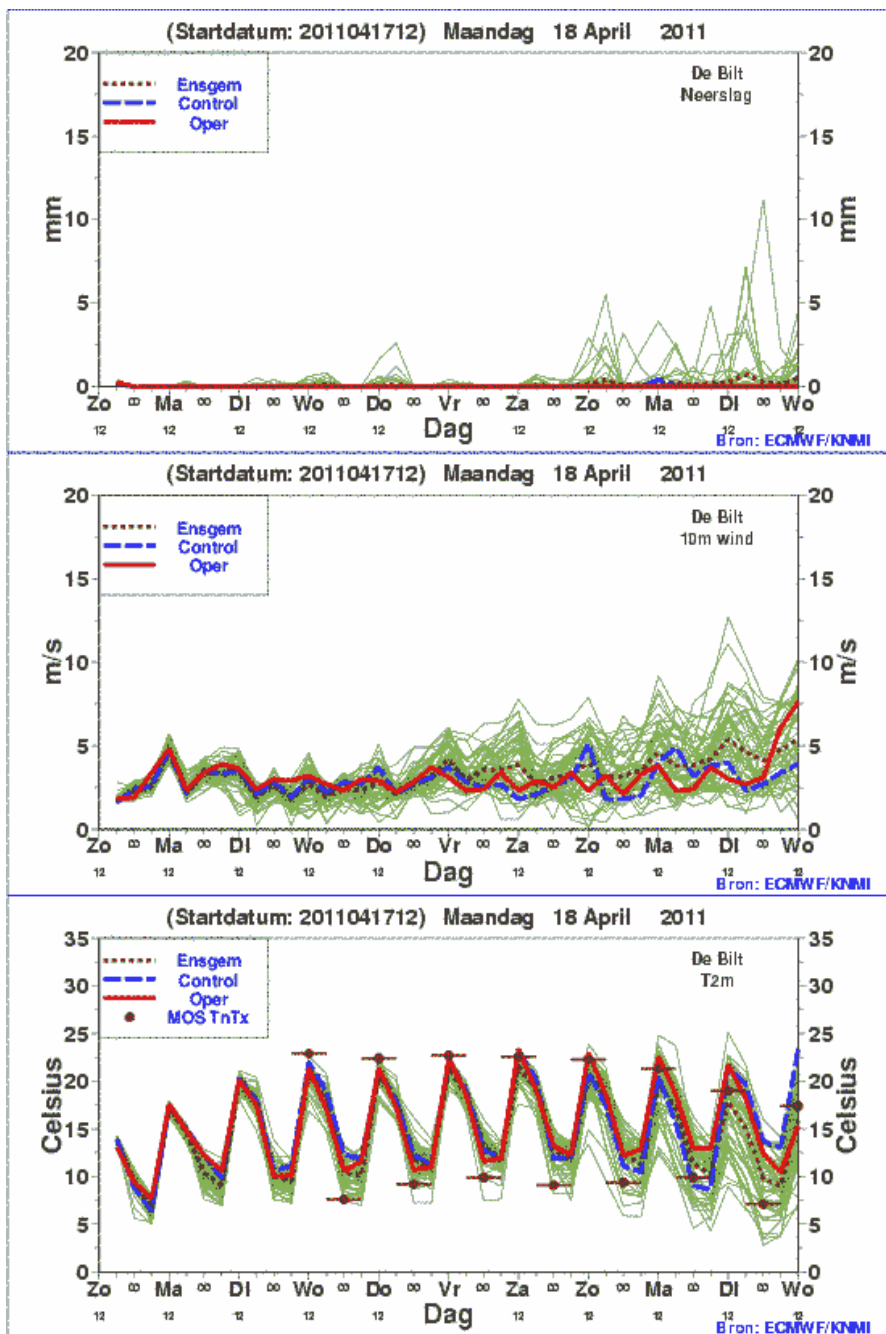 (Startdatum: 2011041712) Maandag 18 April 2011
20 20
Ensgem
Control
Oper
De Bilt
Neerslag
15 15
mm mm
10 10
5 5
0 0
Zo Ma DI Wo Do Vr Za Zo Ma DI Wo
12 12 12 12 12 12 12 12 12 12 12
Dag
Bron: ECMWF/KNMI
(Startdatum: 2011041712) Maandag 18 April 2011
20 20
Ensgem
Control
Oper
De Bilt
10m wind
15 15
m/s m/s
10 10
5 5
0 0
Zo Ma DI Wo Do Vr Za Zo Ma DI Wo
12 12 12 12 12 12 12 12 12 12 12
Dag
Bron: ECMWF/KNMI
(Startdatum: 2011041712) Maandag 18 April 2011
35 35
Ensgem
Control
Oper
MOS TnTx
De Bilt
T2m
30 30
25 25
20 20
Celsius Celsius
15 15
10 10
5 5
0 0
Zo Ma DI Wo Do Vr Za Zo Ma DI Wo
12 12 12 12 12 12 12 12 12 12 12
Dag
Bron: ECMWF/KNMI